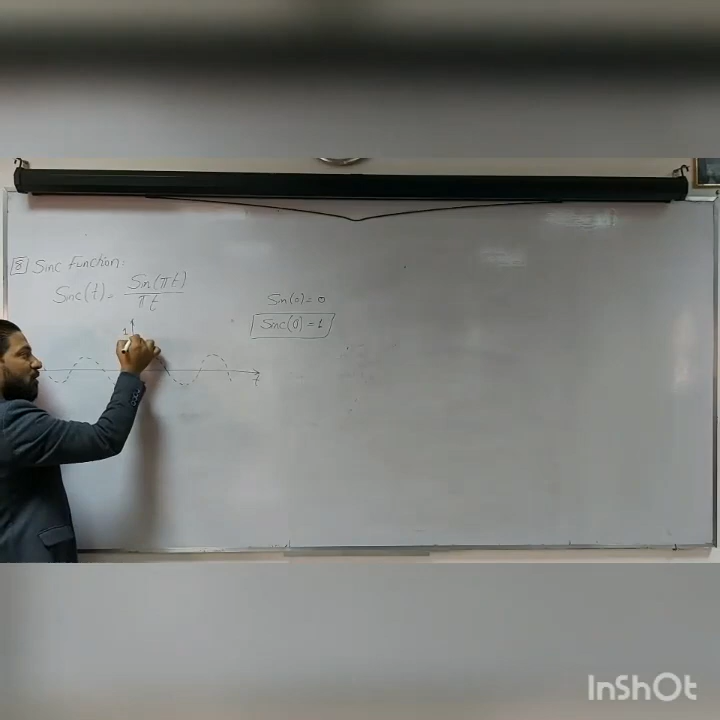 8 Sinc Function:
Sinc(t) = Sin(πt)
πt
Sin(0) = 0
Sinc(0) = 1
1
t
InShOt